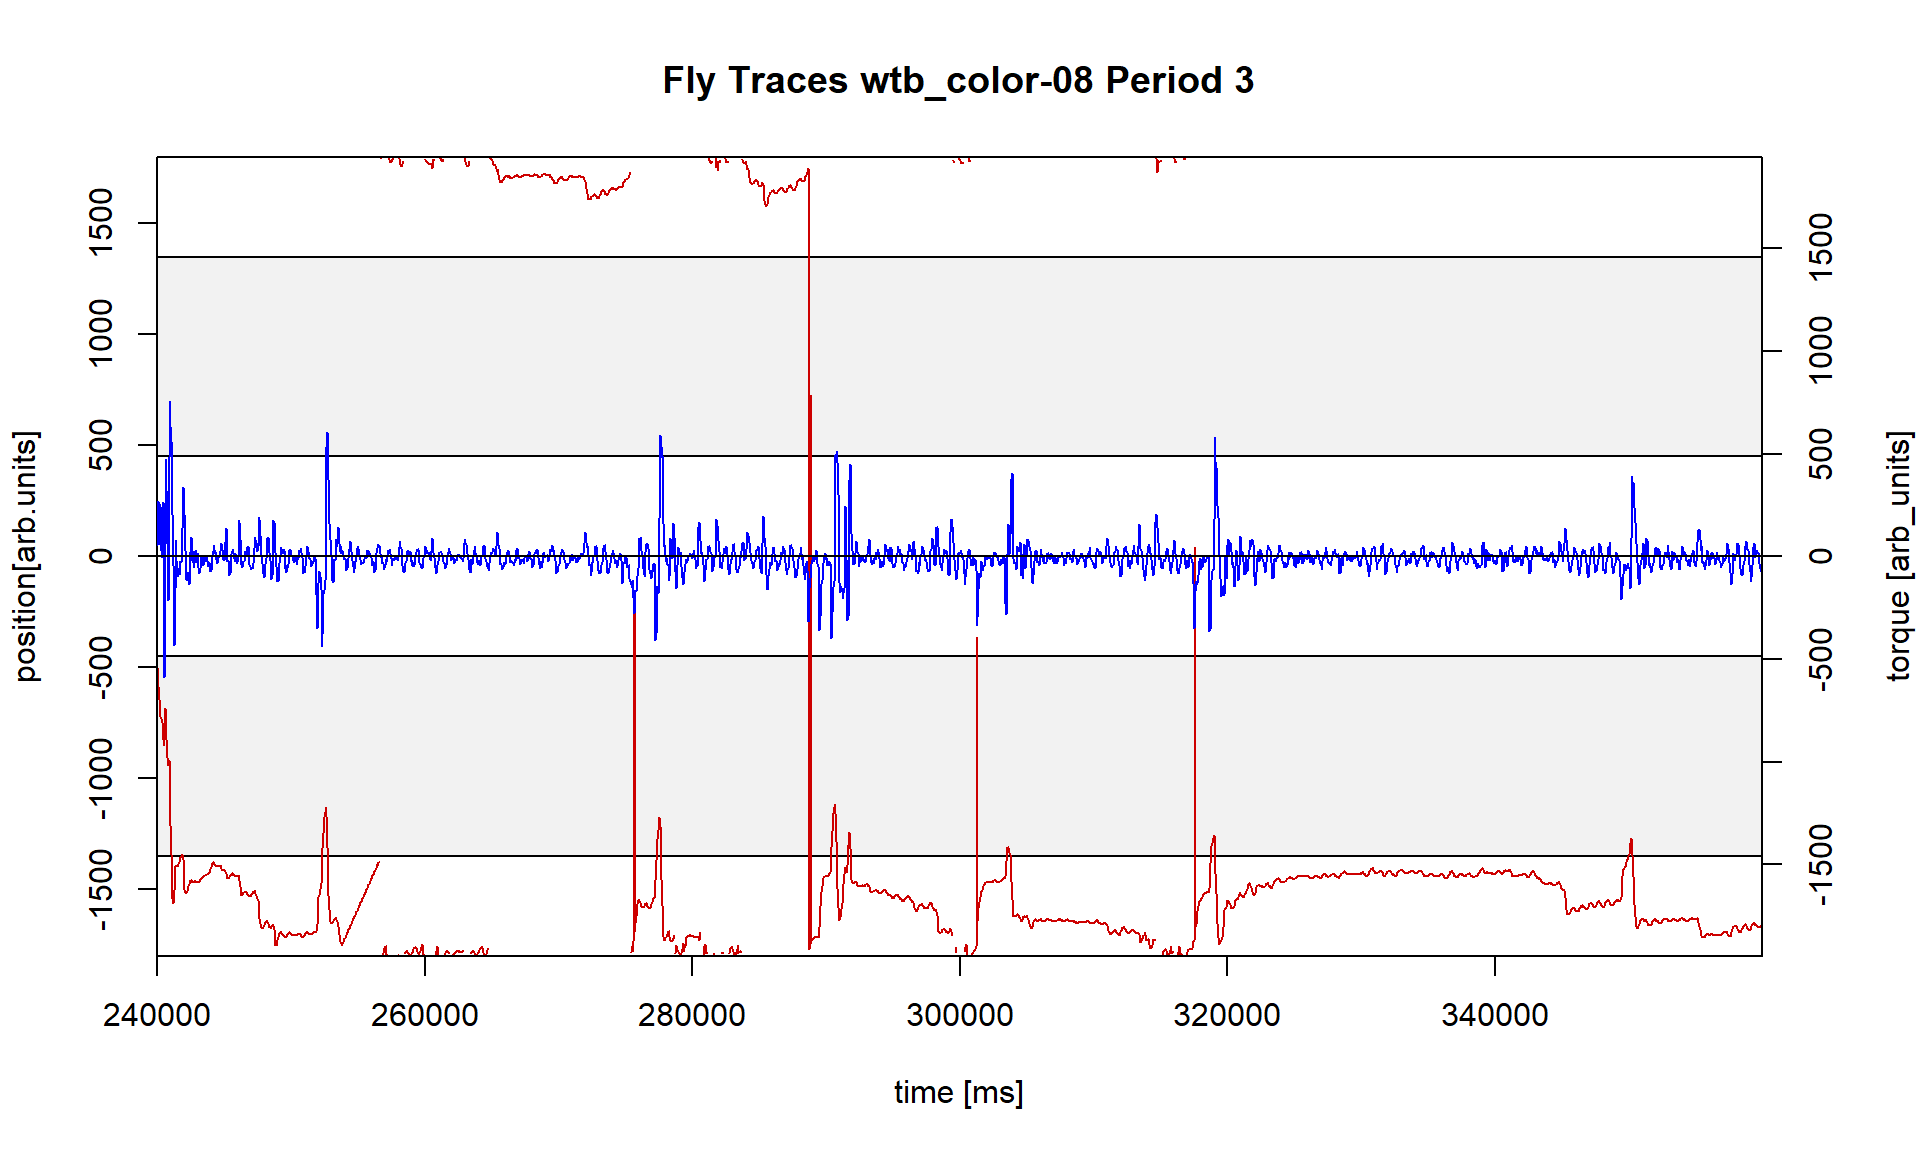 Fly Traces wtb_color-08 Period 3
position[arb.units]
1500
1000
500
0
-500
-1000
-1500
1500
1000
500
0
-500
-1500
torque [arb_units]
240000 260000 280000 300000 320000 340000
time [ms]